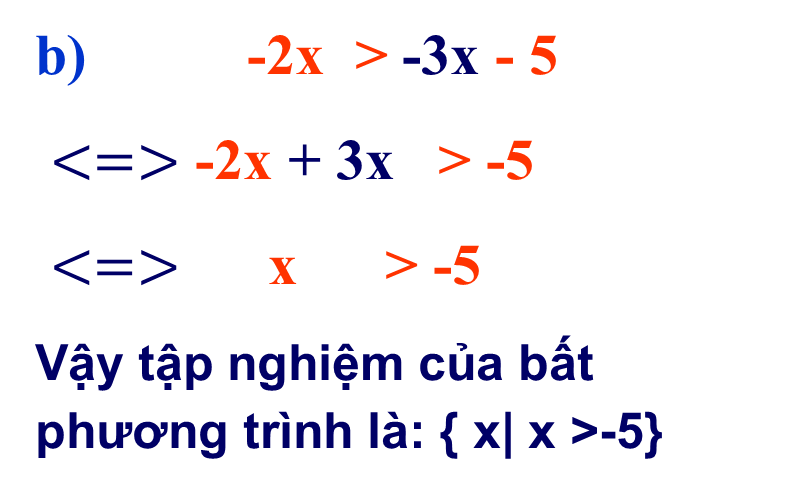 b) -2x > -3x - 5
<=> -2x + 3x > -5
<=> x > -5
Vậy tập nghiệm của bất
phương trình là: { x| x >-5}